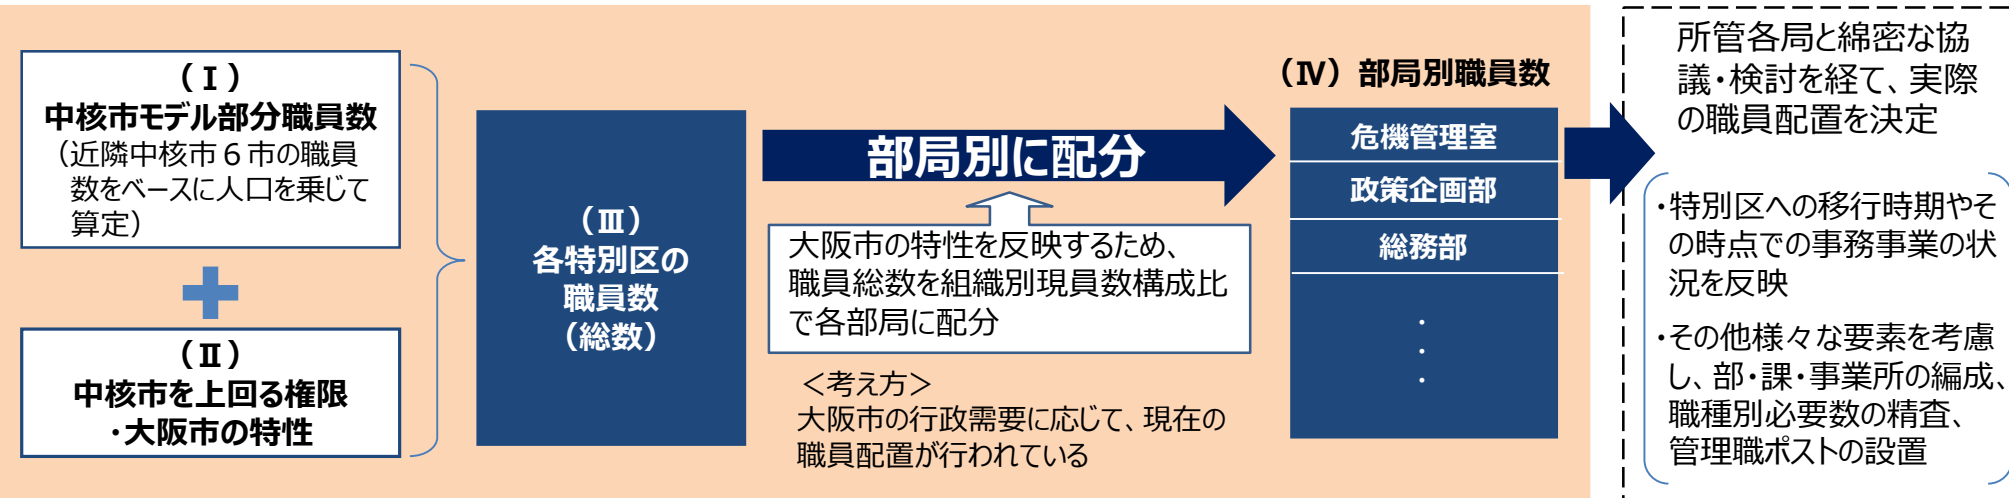 （Ⅰ）
中核市モデル部分職員数
（近隣中核市６市の職員
数をベースに人口を乗じて
算定）
（Ⅱ）
中核市を上回る権限
・大阪市の特性
（Ⅲ）
各特別区の
職員数
（総数）
部局別に配分
大阪市の特性を反映するため、
職員総数を組織別現員数構成比
で各部局に配分
＜考え方＞
大阪市の行政需要に応じて、現在の
職員配置が行われている
（Ⅳ）部局別職員数
危機管理室
政策企画部
総務部
・
・
・
所管各局と綿密な協
議・検討を経て、実際
の職員配置を決定
・特別区への移行時期やそ
の時点での事務事業の状
況を反映
・その他様々な要素を考慮
し、部・課・事業所の編成、
職種別必要数の精査、
管理職ポストの設置